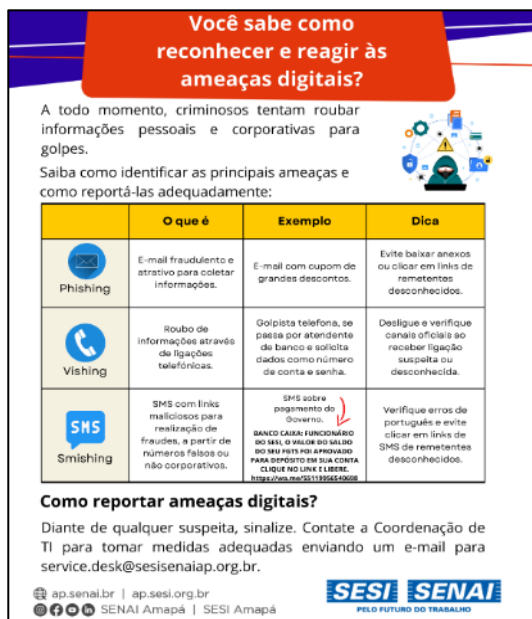 Você sabe como
reconhecer e reagir às
ameaças digitais?
A todo momento, criminosos tentam roubar
informações pessoais e corporativas para
golpes.
Saiba como identificar as principais ameaças e
como reportá-las adequadamente:
O que é
Exemplo
Dica
Phishing
E-mail fraudulento e
atrativo para coletar
informações.
E-mail com cupom de
grandes descontos.
Evite baixar anexos
ou clicar em links de
remetentes
desconhecidos.
Vishing
Roubo de
informações através
de ligações
telefônicas.
Golpista telefona, se
passa por atendente
de banco e solicita
dados como número
de conta e senha.
Desligue e verifique
canais oficiais ao
receber ligação
suspeita ou
desconhecida.
SMS
Smishing
SMS com links
maliciosos para
realização de
fraudes, a partir de
números falsos ou
não corporativos.
SMS sobre
pagamento do
Governo.
BANCO CAIXA: FUNCIONÁRIO
DO SESI, O VALOR DO SALDO
DO SEU FGTS FOI APROVADO
PARA DEPÓSITO EM SUA CONTA
CLIQUE NO LINK E LIBERE.
https://wa.me/5511995654069
Verifique erros de
português e evite
clicar em links de
SMS de remetentes
desconhecidos.
Como reportar ameaças digitais?
Diante de qualquer suspeita, sinalize. Contate a Coordenação de
TI para tomar medidas adequadas enviando um e-mail para
service.desk@sesisenaiap.org.br.
ap.senai.br | ap.sesi.org.br
SENAI Amapá | SESI Amapá
SESI SENAI
PELO FUTURO DO TRABALHO